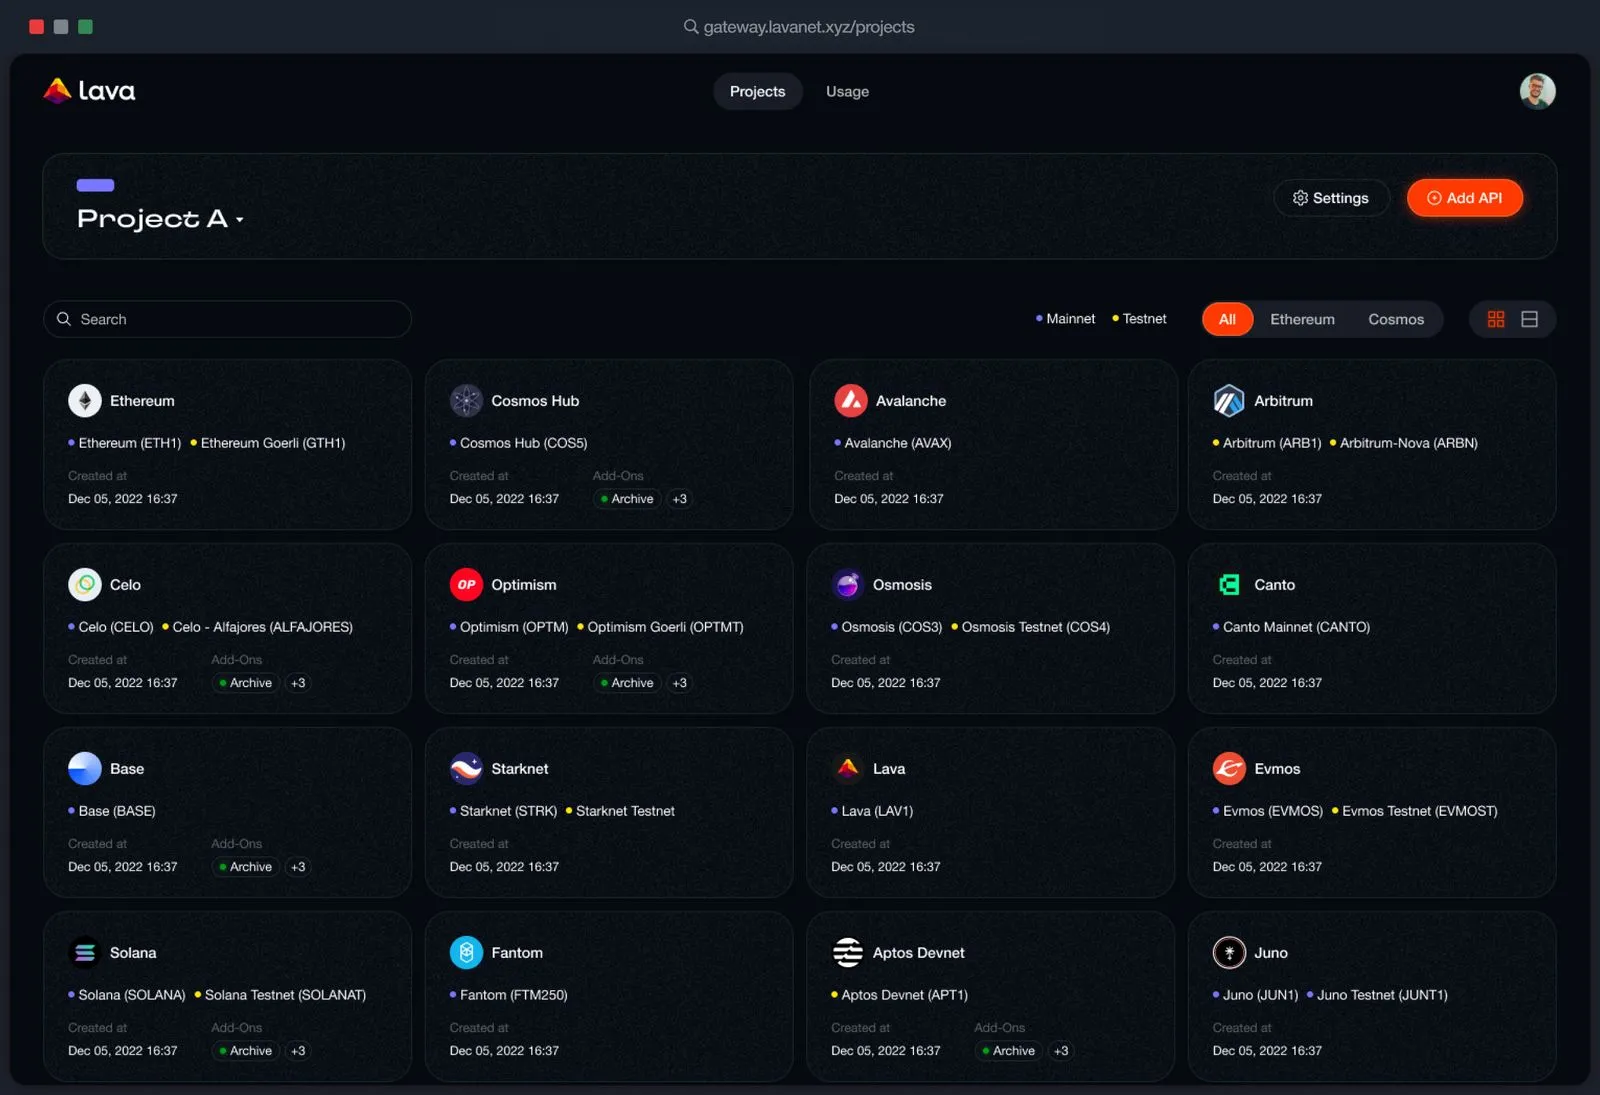 gateway.lavanet.xyz/projects
lava
Projects Usage
Project A
Settings Add API
Search
Mainnet Testnet All Ethereum Cosmos
Ethereum
Ethereum (ETH1) Ethereum Goerli (GTH1)
Created at
Dec 05, 2022 16:37
Cosmos Hub
Cosmos Hub (COS5)
Created at Add-Ons
Dec 05, 2022 16:37 Archive +3
Avalanche
Avalanche (AVAX)
Created at
Dec 05, 2022 16:37
Arbitrum
Arbitrum (ARB1) Arbitrum-Nova (ARBN)
Created at
Dec 05, 2022 16:37
Celo
Celo (CELO) Celo - Alfajores (ALFAJORES)
Created at Add-Ons
Dec 05, 2022 16:37 Archive +3
OP Optimism
Optimism (OPTM) Optimism Goerli (OPTMT)
Created at Add-Ons
Dec 05, 2022 16:37 Archive +3
Osmosis
Osmosis (COS3) Osmosis Testnet (COS4)
Created at
Dec 05, 2022 16:37
Canto
Canto Mainnet (CANTO)
Created at
Dec 05, 2022 16:37
Base
Base (BASE)
Created at Add-Ons
Dec 05, 2022 16:37 Archive +3
Starknet
Starknet (STRK) Starknet Testnet
Created at
Dec 05, 2022 16:37
Lava
Lava (LAV1)
Created at
Dec 05, 2022 16:37
Evmos
Evmos (EVMOS) Evmos Testnet (EVMOST)
Created at
Dec 05, 2022 16:37
Solana
Solana (SOLANA) Solana Testnet (SOLANAT)
Created at Add-Ons
Dec 05, 2022 16:37 Archive +3
Fantom
Fantom (FTM250)
Created at
Dec 05, 2022 16:37
Aptos Devnet
Aptos Devnet (APT1)
Created at Add-Ons
Dec 05, 2022 16:37 Archive +3
Juno
Juno (JUN1) Juno Testnet (JUNT1)
Created at
Dec 05, 2022 16:37